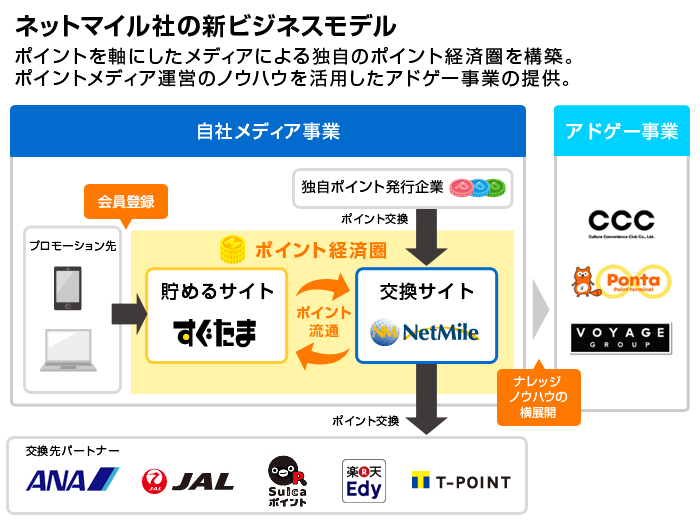 ネットマイル社の新ビジネスモデル
ポイントを軸にしたメディアによる独自のポイント経済圏を構築。
ポイントメディア運営のノウハウを活用したアドゲー事業の提供。
自社メディア事業
アドゲー事業
独自ポイント発行企業
会員登録
ポイント交換
プロモーション先
ポイント経済圏
貯めるサイト
すぐたま
ポイント
流通
交換サイト
NM NetMile
CCC
Culture Convenience Club Co., Ltd.
Ponta
Point terminal
VOYAGE
GROUP
ナレッジ
ノウハウの
横展開
ポイント交換
交換先パートナー
ANA
JAL JAL
Suica
ポイント
楽R天
Edy
T-POINT